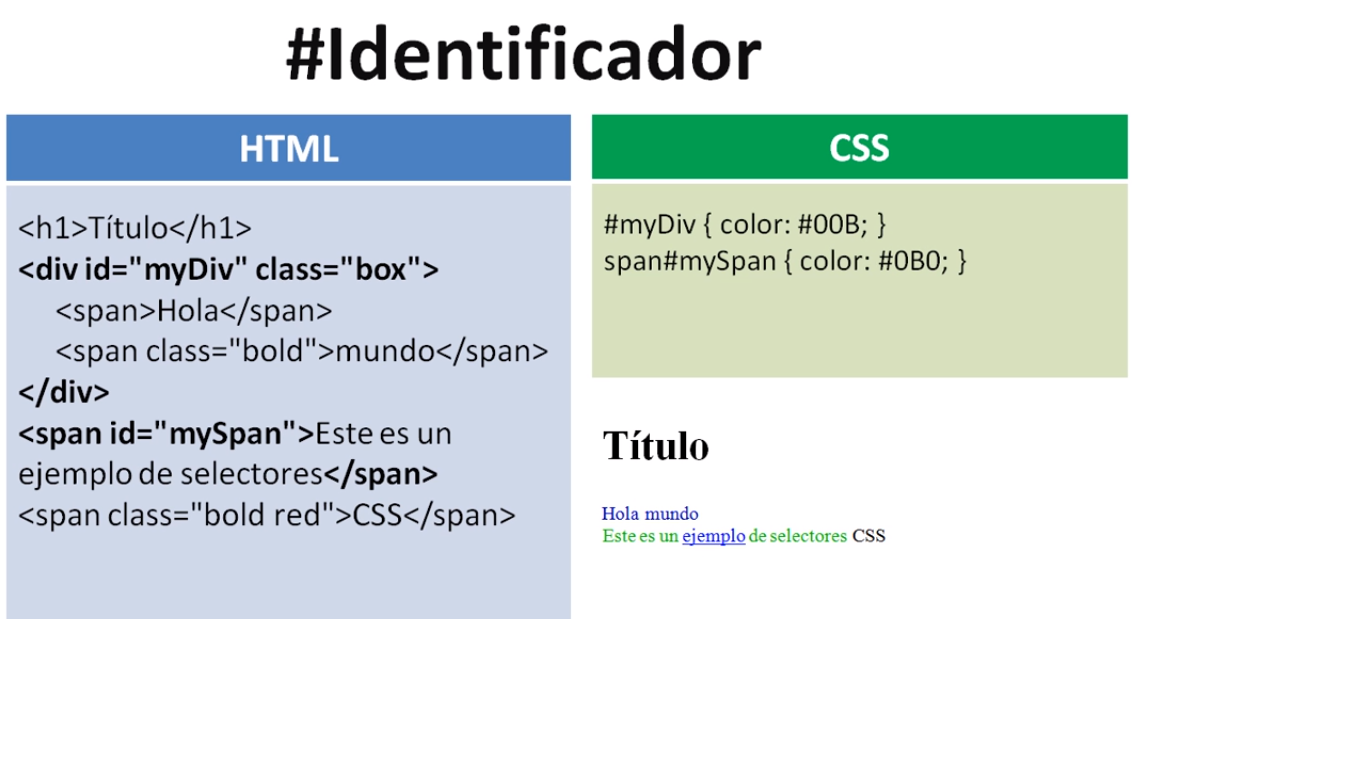 #Identificador
HTML
<h1>Título</h1>
<div id="myDiv" class="box">
<span>Hola</span>
<span class="bold">mundo</span>
</div>
<span id="mySpan">Este es un
ejemplo de selectores</span>
<span class="bold red">CSS</span>
CSS
#myDiv { color: #00B; }
span#mySpan { color: #0B0; }
Título
Hola mundo
Este es un ejemplo de selectores CSS